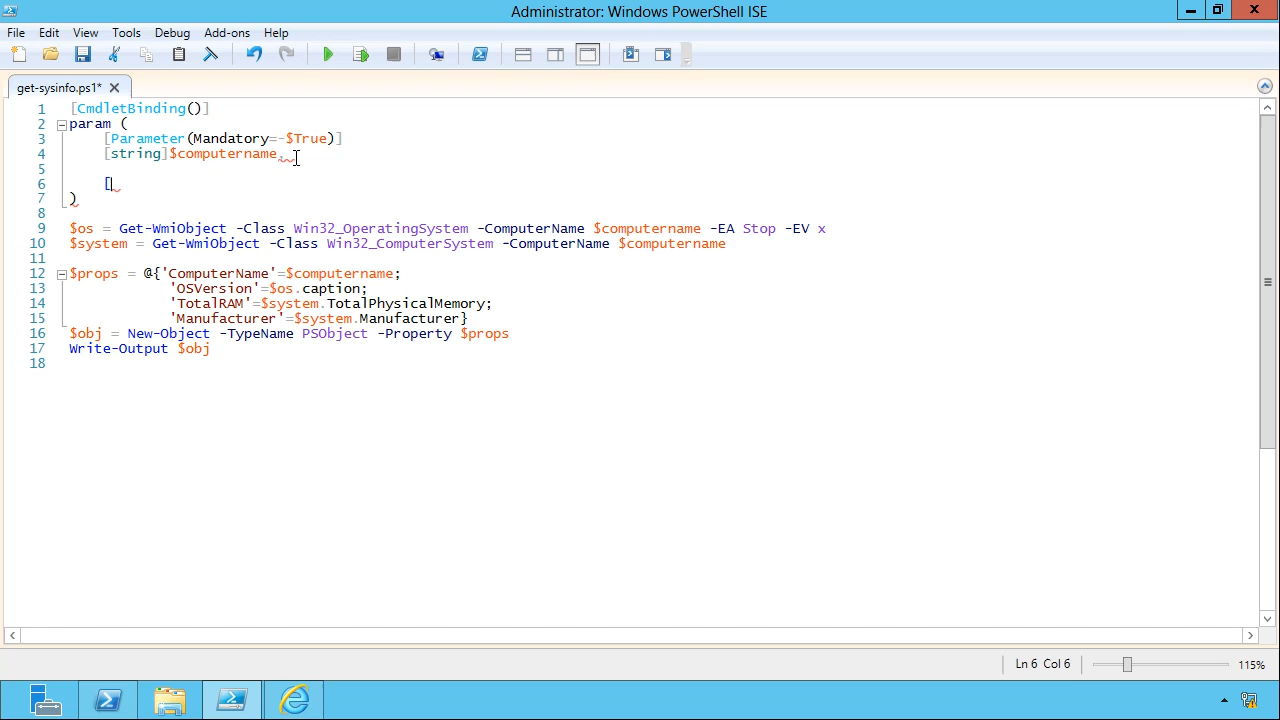 Administrator: Windows PowerShell ISE
File Edit View Tools Debug Add-ons Help
get-sysinfo.ps1*
1 [CmdletBinding()]
2 param (
3 [Parameter(Mandatory=-$True)]
4 [string]$computername,
5
6 [
7 )
8
9 $os = Get-WmiObject -Class Win32_OperatingSystem -ComputerName $computername -EA Stop -EV x
10 $system = Get-WmiObject -Class Win32_ComputerSystem -ComputerName $computername
11
12 $props = @{'ComputerName'=$computername;
13 'OSVersion'=$os.caption;
14 'TotalRAM'=$system.TotalPhysicalMemory;
15 'Manufacturer'=$system.Manufacturer}
16 $obj = New-Object -TypeName PSObject -Property $props
17 Write-Output $obj
18
Ln 6 Col 6 115%